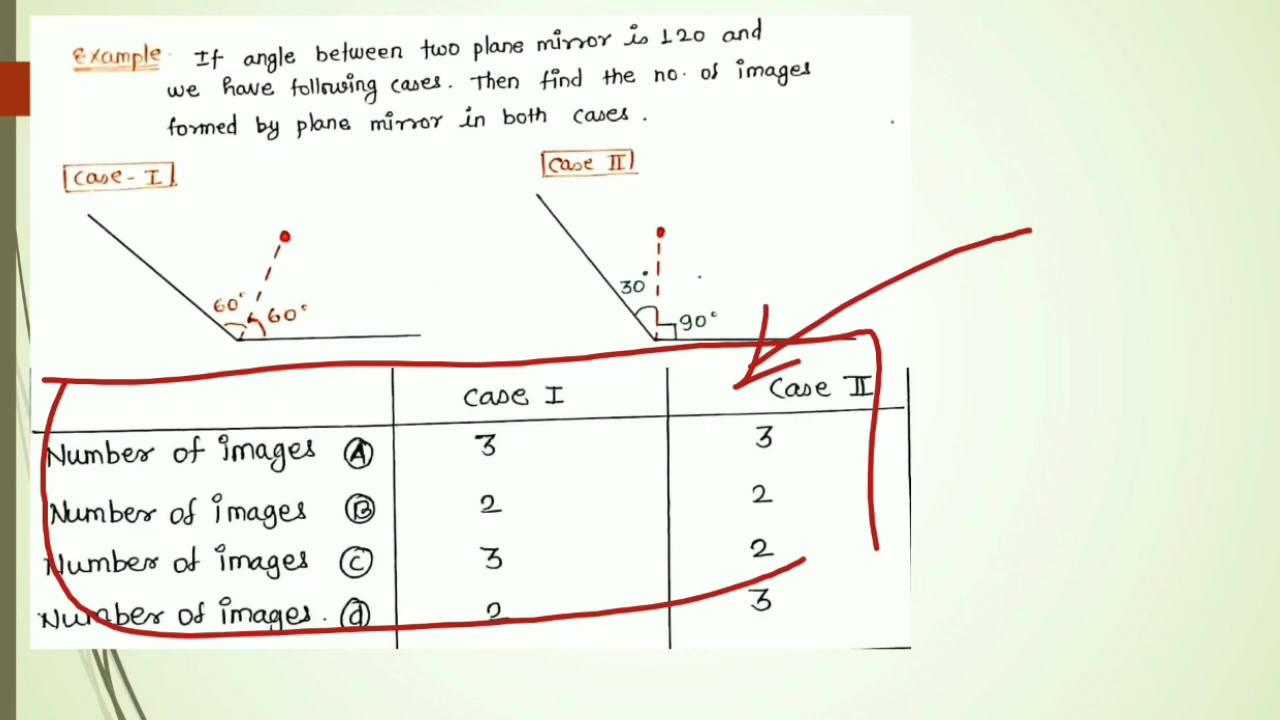 Example. If angle between two plane mirror is 120 and
we have following cases. Then find the no. of images
formed by plane mirror in both cases.
Case-I
Case II
60°
60°
30°
90°
Case I
Case II
Number of images A 3 3
Number of images B 2 2
Number of images C 3 2
Number of images. d 2 3